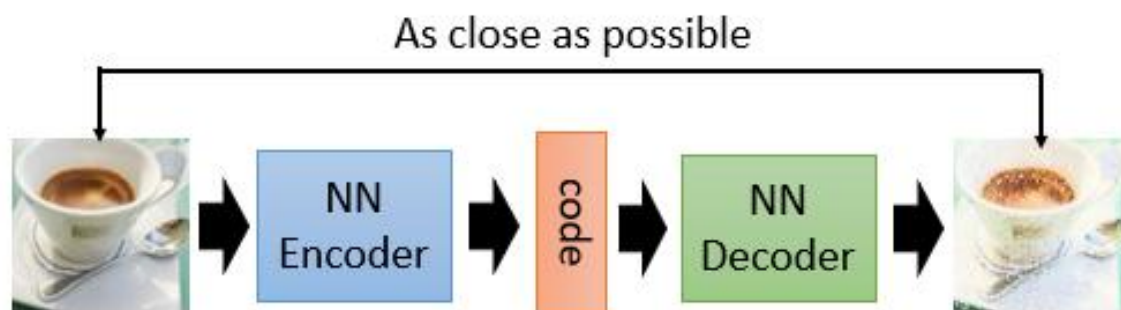 As close as possible
NN
Encoder
code
NN
Decoder